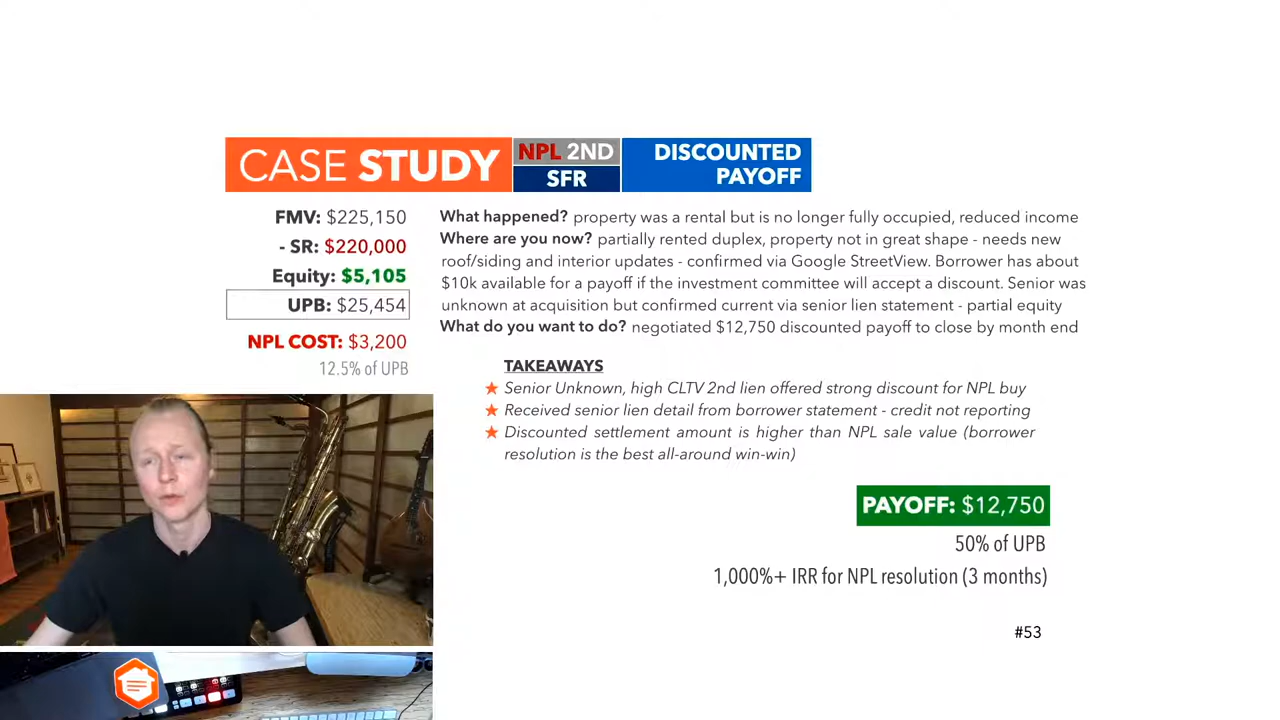 CASE STUDY
NPL 2ND
SFR
DISCOUNTED
PAYOFF
FMV: $225,150
- SR: $220,000
Equity: $5,105
UPB: $25,454
NPL COST: $3,200
12.5% of UPB
What happened? property was a rental but is no longer fully occupied, reduced income
Where are you now? partially rented duplex, property not in great shape - needs new
roof/siding and interior updates - confirmed via Google StreetView. Borrower has about
$10k available for a payoff if the investment committee will accept a discount. Senior was
unknown at acquisition but confirmed current via senior lien statement - partial equity
What do you want to do? negotiated $12,750 discounted payoff to close by month end
TAKEAWAYS
Senior Unknown, high CLTV 2nd lien offered strong discount for NPL buy
Received senior lien detail from borrower statement - credit not reporting
Discounted settlement amount is higher than NPL sale value (borrower
resolution is the best all-around win-win)
PAYOFF: $12,750
50% of UPB
1,000%+ IRR for NPL resolution (3 months)
#53